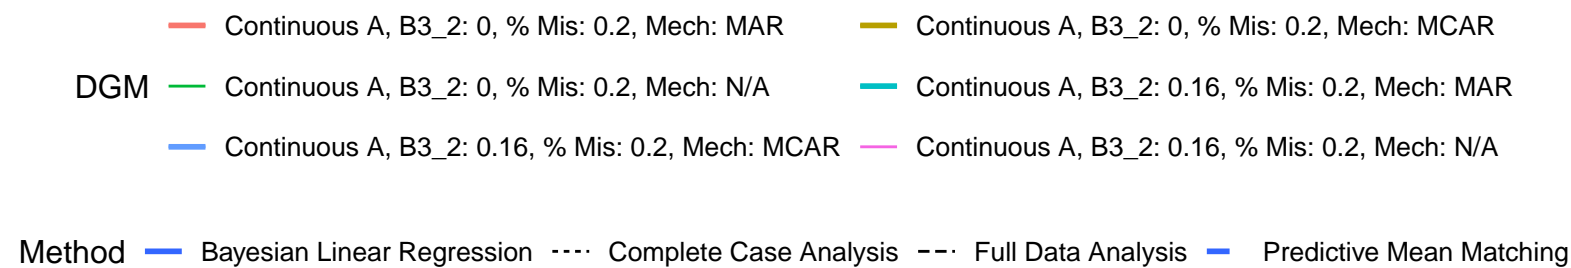 Continuous A, B3_2: 0, % Mis: 0.2, Mech: MAR Continuous A, B3_2: 0, % Mis: 0.2, Mech: MCAR
DGM Continuous A, B3_2: 0, % Mis: 0.2, Mech: N/A Continuous A, B3_2: 0.16, % Mis: 0.2, Mech: MAR
Continuous A, B3_2: 0.16, % Mis: 0.2, Mech: MCAR Continuous A, B3_2: 0.16, % Mis: 0.2, Mech: N/A
Method Bayesian Linear Regression Complete Case Analysis Full Data Analysis Predictive Mean Matching